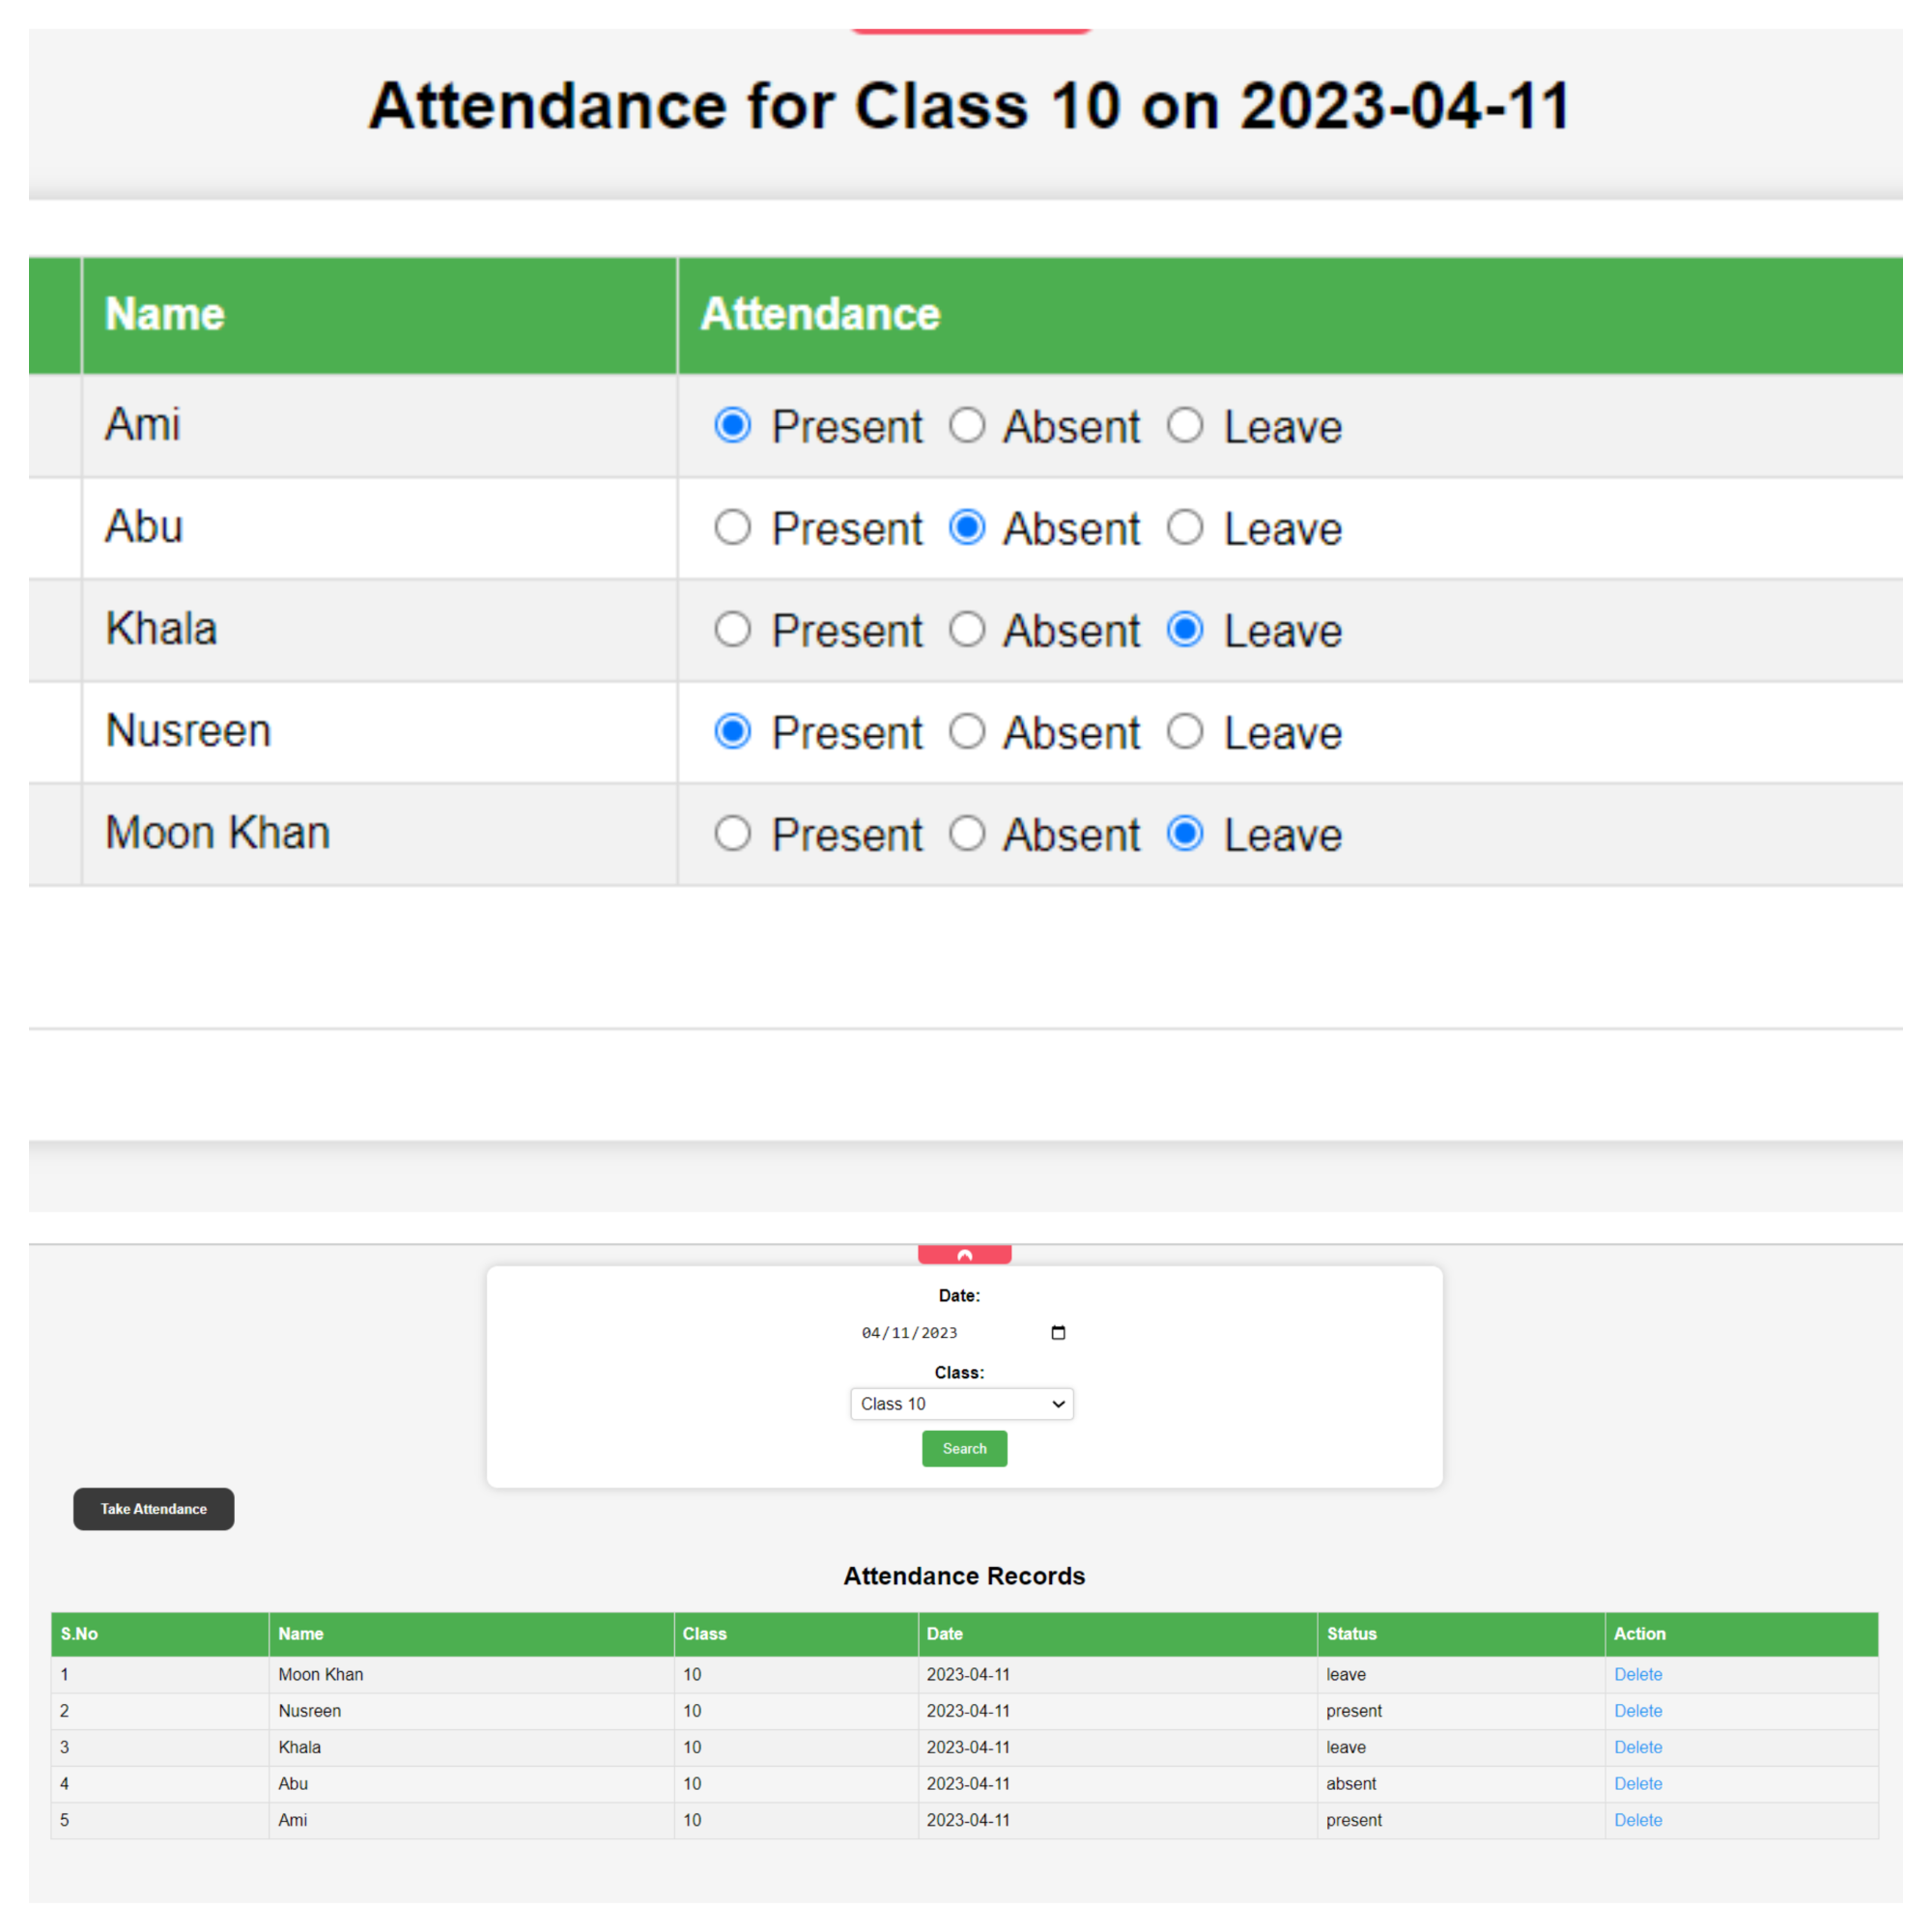 Attendance for Class 10 on 2023-04-11
Name Attendance
Ami Present Absent Leave
Abu Present Absent Leave
Khala Present Absent Leave
Nusreen Present Absent Leave
Moon Khan Present Absent Leave
Date:
04/11/2023
Class:
Class 10
Search
Take Attendance
Attendance Records
S.No Name Class Date Status Action
1 Moon Khan 10 2023-04-11 leave Delete
2 Nusreen 10 2023-04-11 present Delete
3 Khala 10 2023-04-11 leave Delete
4 Abu 10 2023-04-11 absent Delete
5 Ami 10 2023-04-11 present Delete